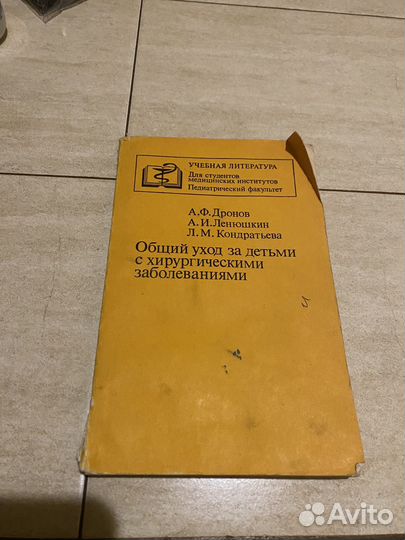 УЧЕБНАЯ ЛИТЕРАТУРА
Для студентов
медицинских институтов
Педиатрический факультет
А.Ф.Дронов
А.И.Ленюшкин
Л.М.Кондратьева
Общий уход за детьми
с хирургическими
заболеваниями
Avito